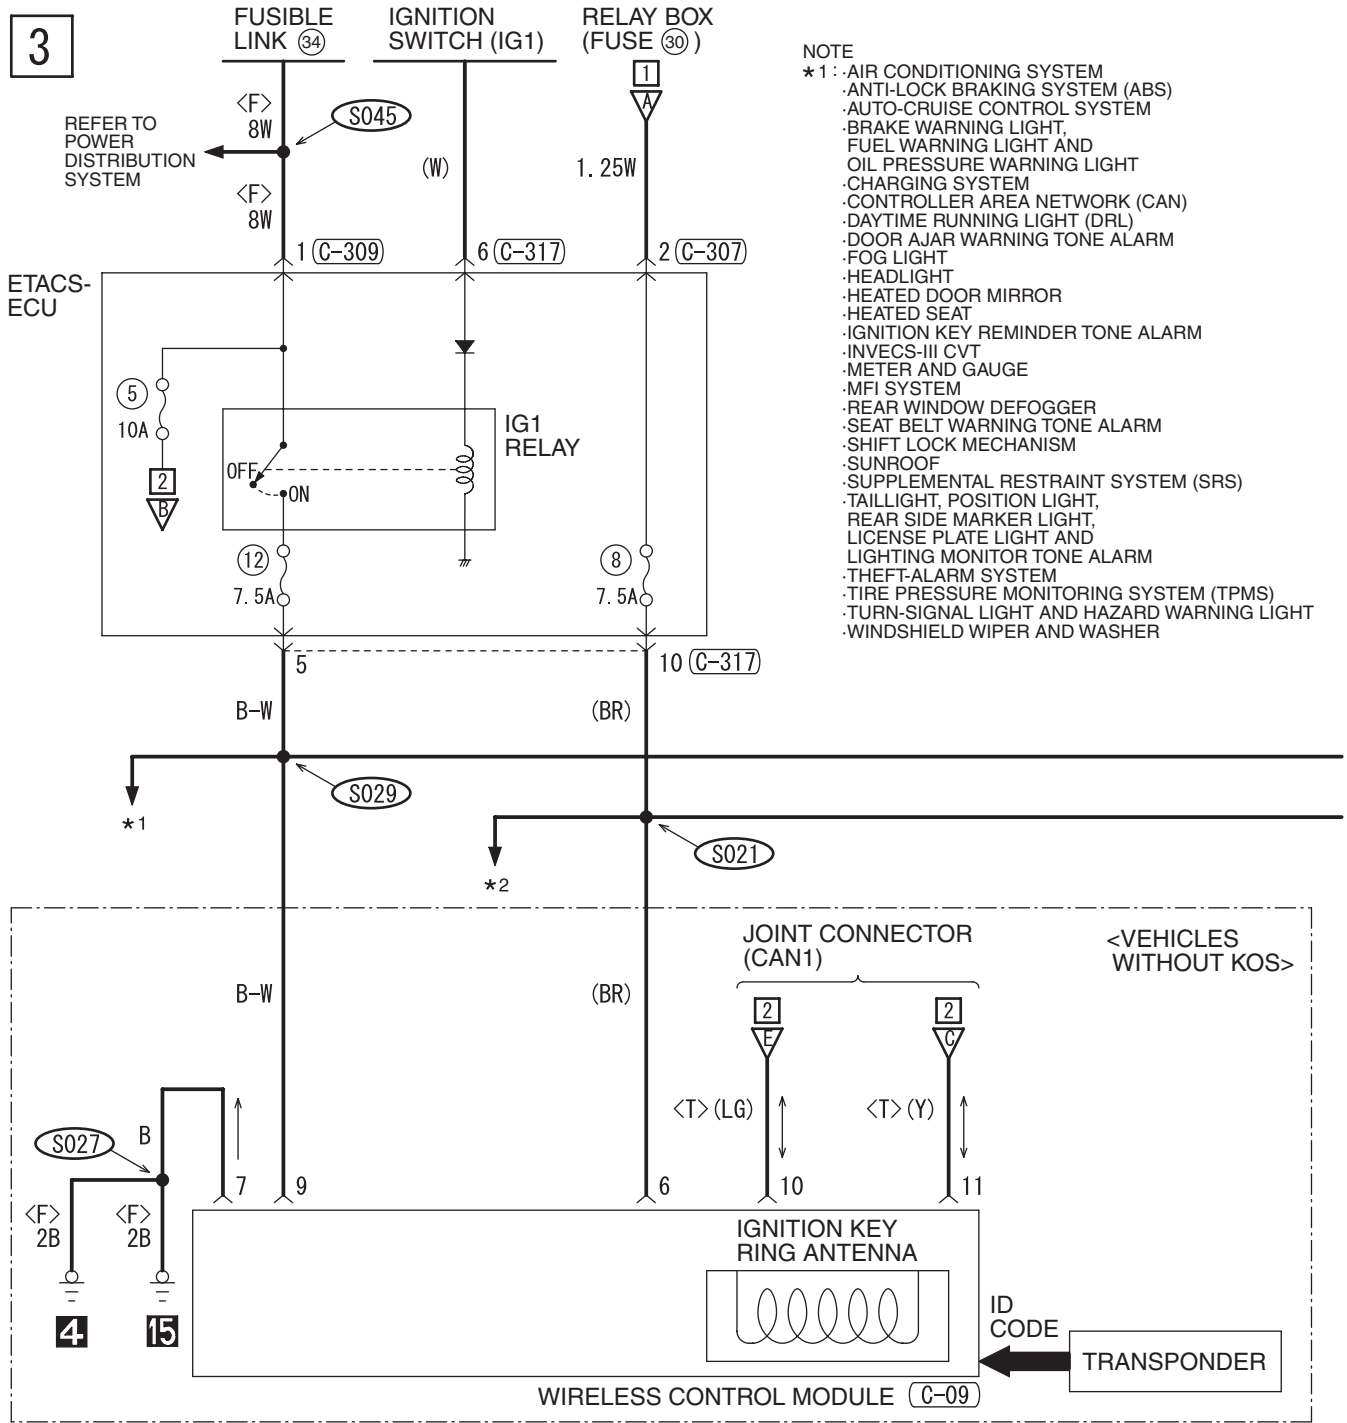 3
FUSIBLE
LINK 34
IGNITION
SWITCH (IG1)
RELAY BOX
(FUSE 30)
1
A
<F>
8W
S045
REFER TO
POWER
DISTRIBUTION
SYSTEM
<F>
8W
(W)
1. 25W
1 C-309
6 C-317
2 C-307
NOTE
*1: ·AIR CONDITIONING SYSTEM
·ANTI-LOCK BRAKING SYSTEM (ABS)
·AUTO-CRUISE CONTROL SYSTEM
·BRAKE WARNING LIGHT,
FUEL WARNING LIGHT AND
OIL PRESSURE WARNING LIGHT
·CHARGING SYSTEM
·CONTROLLER AREA NETWORK (CAN)
·DAYTIME RUNNING LIGHT (DRL)
·DOOR AJAR WARNING TONE ALARM
·FOG LIGHT
·HEADLIGHT
·HEATED DOOR MIRROR
·HEATED SEAT
·IGNITION KEY REMINDER TONE ALARM
·INVECS-III CVT
·METER AND GAUGE
·MFI SYSTEM
·REAR WINDOW DEFOGGER
·SEAT BELT WARNING TONE ALARM
·SHIFT LOCK MECHANISM
·SUNROOF
·SUPPLEMENTAL RESTRAINT SYSTEM (SRS)
·TAILLIGHT, POSITION LIGHT,
REAR SIDE MARKER LIGHT,
LICENSE PLATE LIGHT AND
LIGHTING MONITOR TONE ALARM
·THEFT-ALARM SYSTEM
·TIRE PRESSURE MONITORING SYSTEM (TPMS)
·TURN-SIGNAL LIGHT AND HAZARD WARNING LIGHT
·WINDSHIELD WIPER AND WASHER
ETACS-
ECU
5
10A
2
B
OFF
ON
IG1
RELAY
12
7. 5A
8
7. 5A
5
10 C-317
B-W
(BR)
S029
*1
S021
*2
JOINT CONNECTOR
(CAN1)
<VEHICLES
WITHOUT KOS>
B-W
(BR)
2
E
2
C
<T>(LG)
<T>(Y)
S027
B
7
9
6
10
11
<F>
2B
<F>
2B
4
15
IGNITION KEY
RING ANTENNA
ID
CODE
TRANSPONDER
WIRELESS CONTROL MODULE C-09